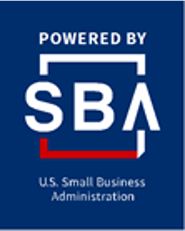 POWERED BY
SBA
U.S. Small Business
Administration